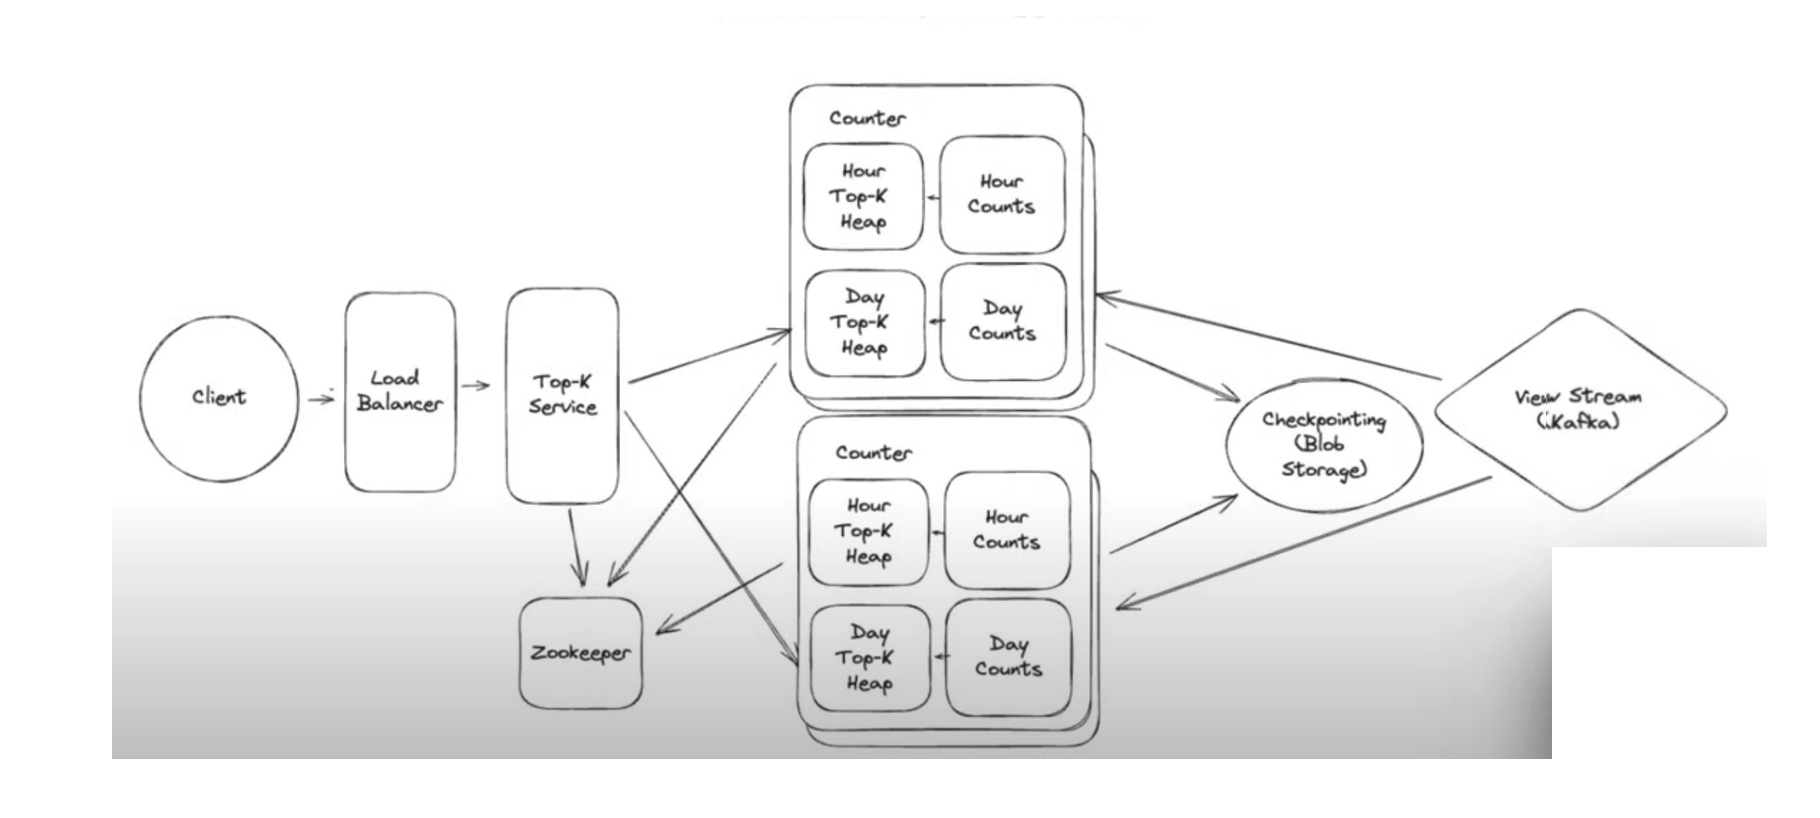 Client
Load
Balancer
Top-K
Service
Zookeeper
Counter
Hour
Top-K
Heap
Hour
Counts
Day
Top-K
Heap
Day
Counts
Counter
Hour
Top-K
Heap
Hour
Counts
Day
Top-K
Heap
Day
Counts
Checkpointing
(Blob
Storage)
View Stream
(Kafka)